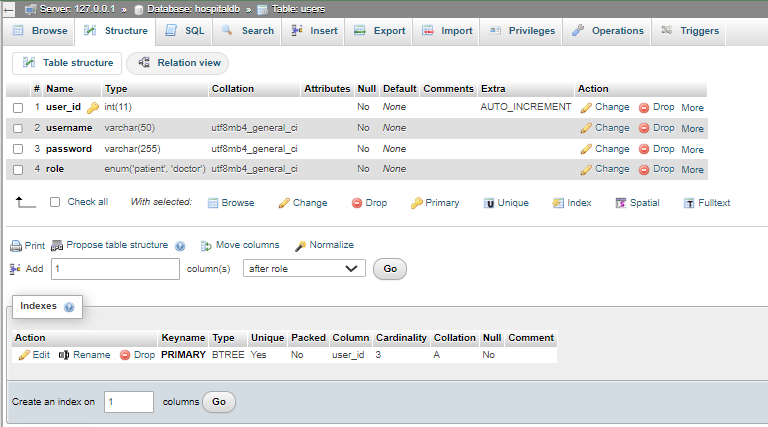 Server: 127.0.0.1 » Database: hospitaldb » Table: users
Browse Structure SQL Search Insert Export Import Privileges Operations Triggers
Table structure Relation view
# Name Type Collation Attributes Null Default Comments Extra Action
1 user_id int(11) No None AUTO_INCREMENT Change Drop More
2 username varchar(50) utf8mb4_general_ci No None Change Drop More
3 password varchar(255) utf8mb4_general_ci No None Change Drop More
4 role enum('patient', 'doctor') utf8mb4_general_ci No None Change Drop More
Check all With selected: Browse Change Drop Primary Unique Index Spatial Fulltext
Print Propose table structure Move columns Normalize
Add 1 column(s) after role Go
Indexes
Action Keyname Type Unique Packed Column Cardinality Collation Null Comment
Edit Rename Drop PRIMARY BTREE Yes No user_id 3 A No
Create an index on 1 columns Go